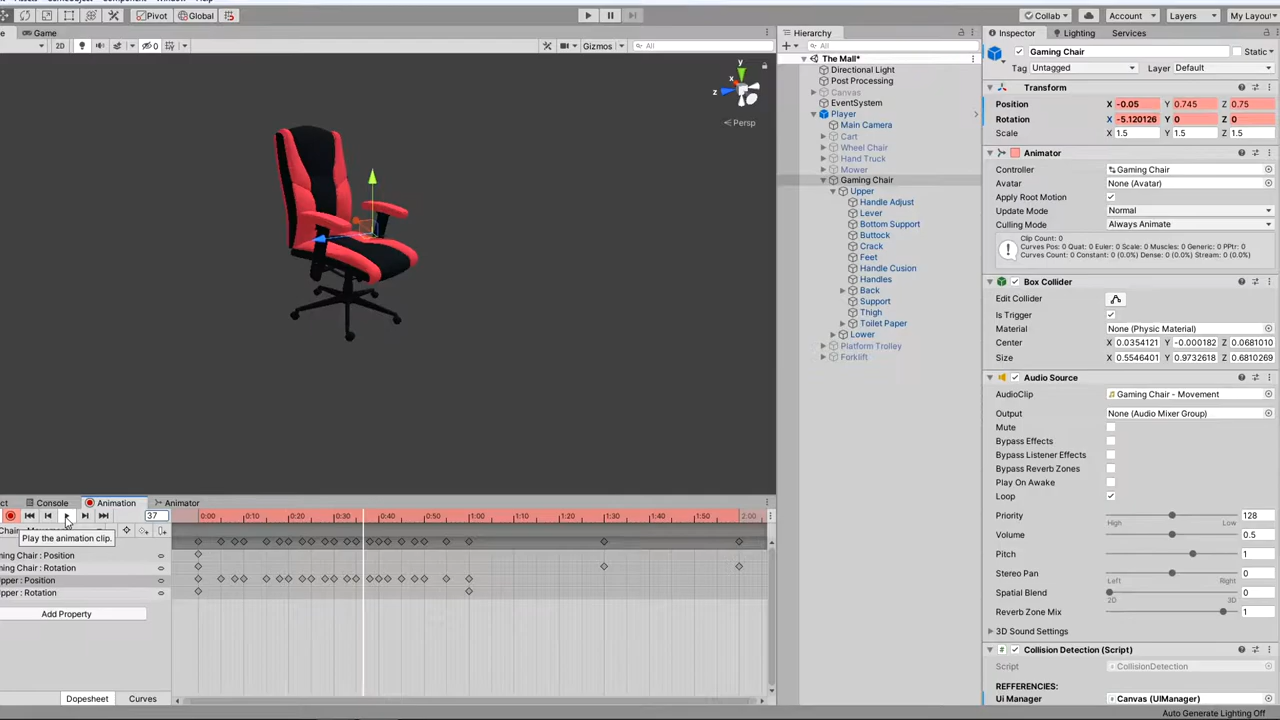 Assets GameObject Component Window Help
Pivot Global Collab Account Layers My Layou
Game
2D 0 Gizmos All
y
x
z
Persp
Hierarchy
All
The Mall*
Directional Light
Post Processing
Canvas
EventSystem
Player
Main Camera
Cart
Wheel Chair
Hand Truck
Mower
Gaming Chair
Upper
Handle Adjust
Lever
Bottom Support
Buttock
Crack
Feet
Handle Cusion
Handles
Back
Support
Thigh
Toilet Paper
Lower
Platform Trolley
Forklift
Inspector Lighting Services
Gaming Chair Static
Tag Untagged Layer Default
Transform
Position X -0.05 Y 0.745 Z 0.75
Rotation X -5.120126 Y 0 Z 0
Scale X 1.5 Y 1.5 Z 1.5
Animator
Controller Gaming Chair
Avatar None (Avatar)
Apply Root Motion
Update Mode Normal
Culling Mode Always Animate
Clip Count: 0
Curves Pos: 0 Quat: 0 Euler: 0 Scale: 0 Muscles: 0 Generic: 0 PPtr: 0
Curves Count: 0 Constant: 0 (0.0%) Dense: 0 (0.0%) Stream: 0 (0.0%)
Box Collider
Edit Collider
Is Trigger
Material None (Physic Material)
Center X 0.0354121 Y -0.000182 Z 0.0681010
Size X 0.5546401 Y 0.9732618 Z 0.6810269
Audio Source
AudioClip Gaming Chair - Movement
Output None (Audio Mixer Group)
Mute
Bypass Effects
Bypass Listener Effects
Bypass Reverb Zones
Play On Awake
Loop
Priority 128
High Low
Volume 0.5
Pitch 1
Stereo Pan 0
Left Right
Spatial Blend 0
2D 3D
Reverb Zone Mix 1
3D Sound Settings
Collision Detection (Script)
Script CollisionDetection
REFFERENCIES:
Ui Manager Canvas (UIManager)
Auto Generate Lighting Off
ct Console Animation Animator
37 0:00 0:10 0:20 0:30 0:40 0:50 1:00 1:10 1:20 1:30 1:40 1:50 2:00
Play the animation clip.
ming Chair : Position
ming Chair : Rotation
Upper : Position
Upper : Rotation
Add Property
Dopesheet Curves